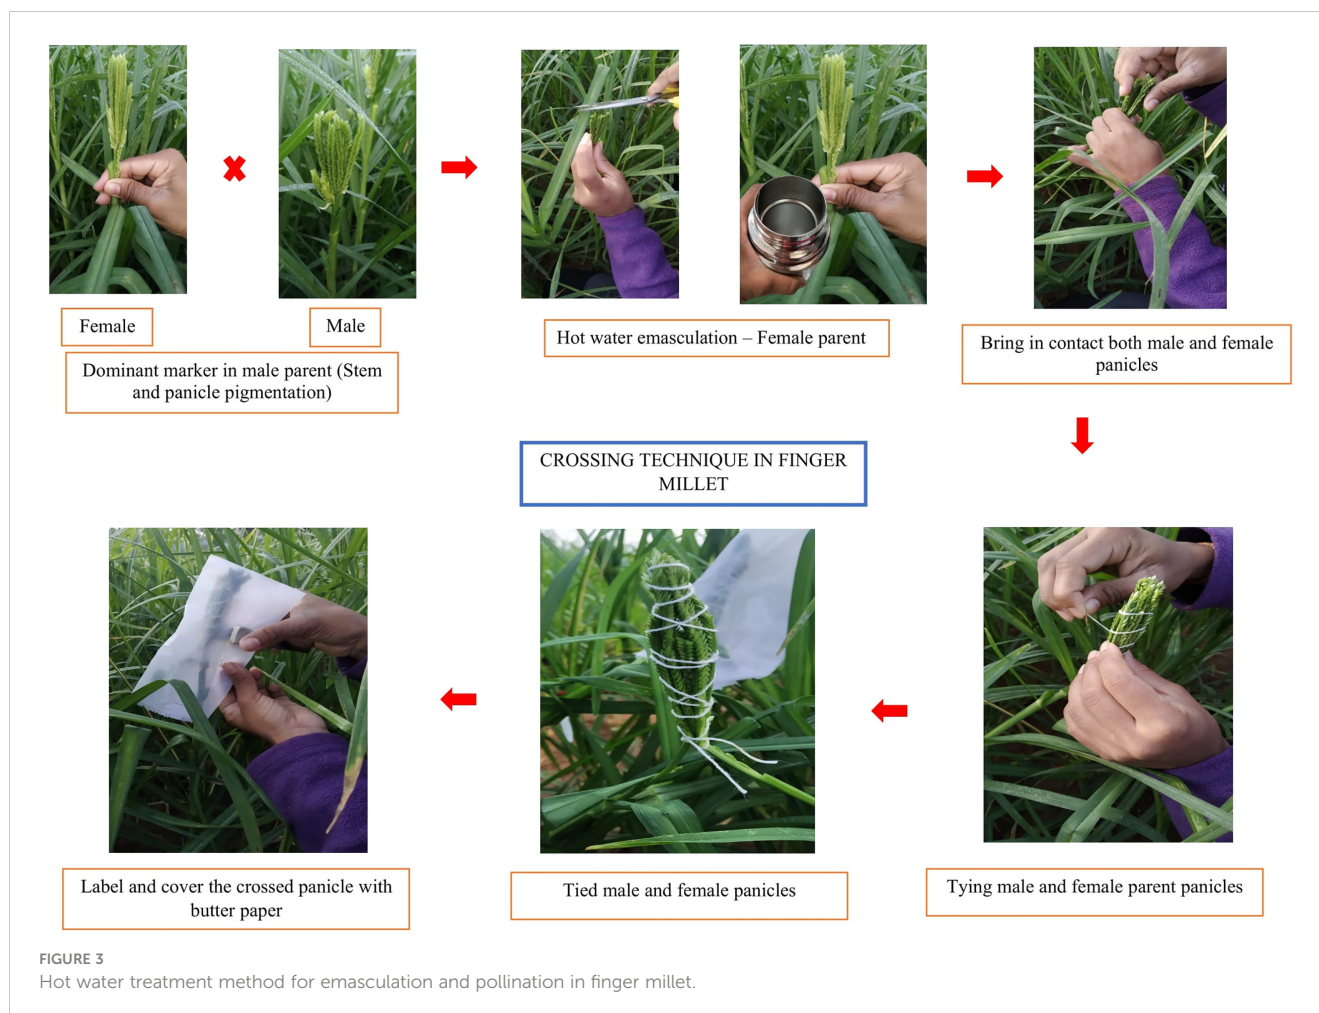 Female
Male
Dominant marker in male parent (Stem
and panicle pigmentation)
Hot water emasculation – Female parent
Bring in contact both male and female
panicles
CROSSING TECHNIQUE IN FINGER
MILLET
Label and cover the crossed panicle with
butter paper
Tied male and female panicles
Tying male and female parent panicles
FIGURE 3
Hot water treatment method for emasculation and pollination in finger millet.